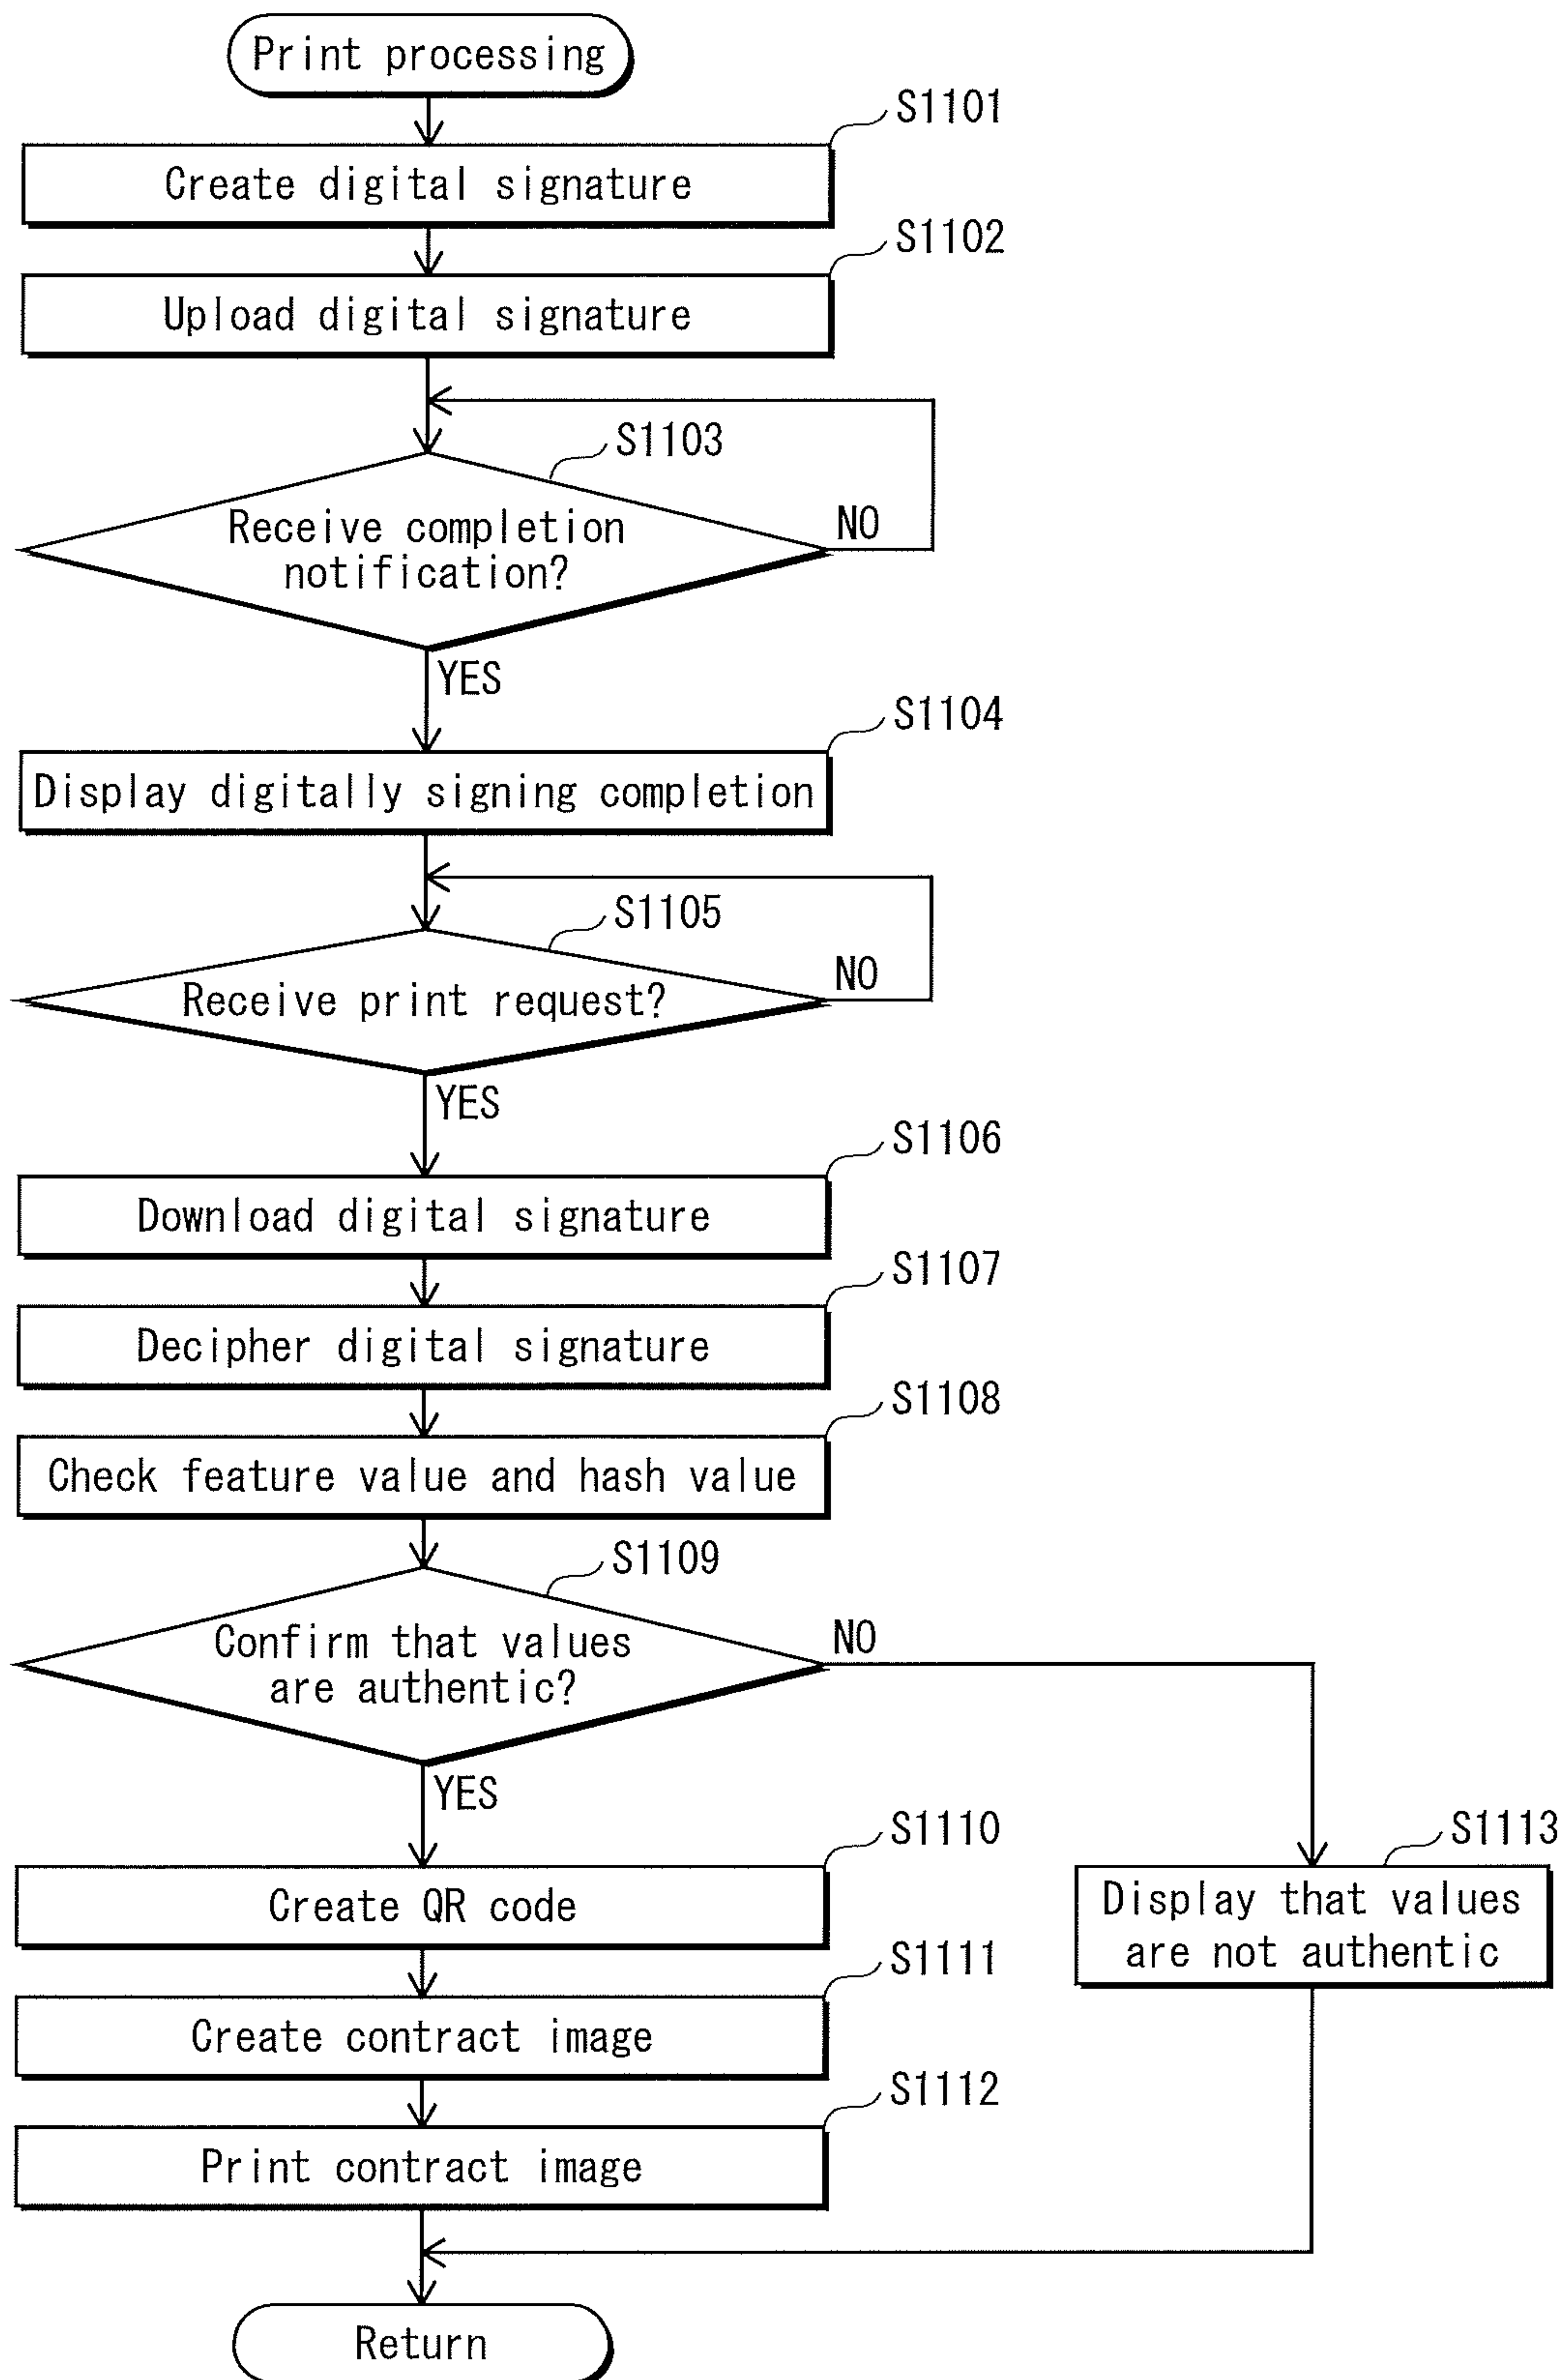 Print processing
S1101
Create digital signature
S1102
Upload digital signature
S1103
Receive completion
notification?
NO
YES
S1104
Display digitally signing completion
S1105
Receive print request?
NO
YES
S1106
Download digital signature
S1107
Decipher digital signature
S1108
Check feature value and hash value
S1109
Confirm that values
are authentic?
NO
YES
S1110
Create QR code
S1113
Display that values
are not authentic
S1111
Create contract image
S1112
Print contract image
Return